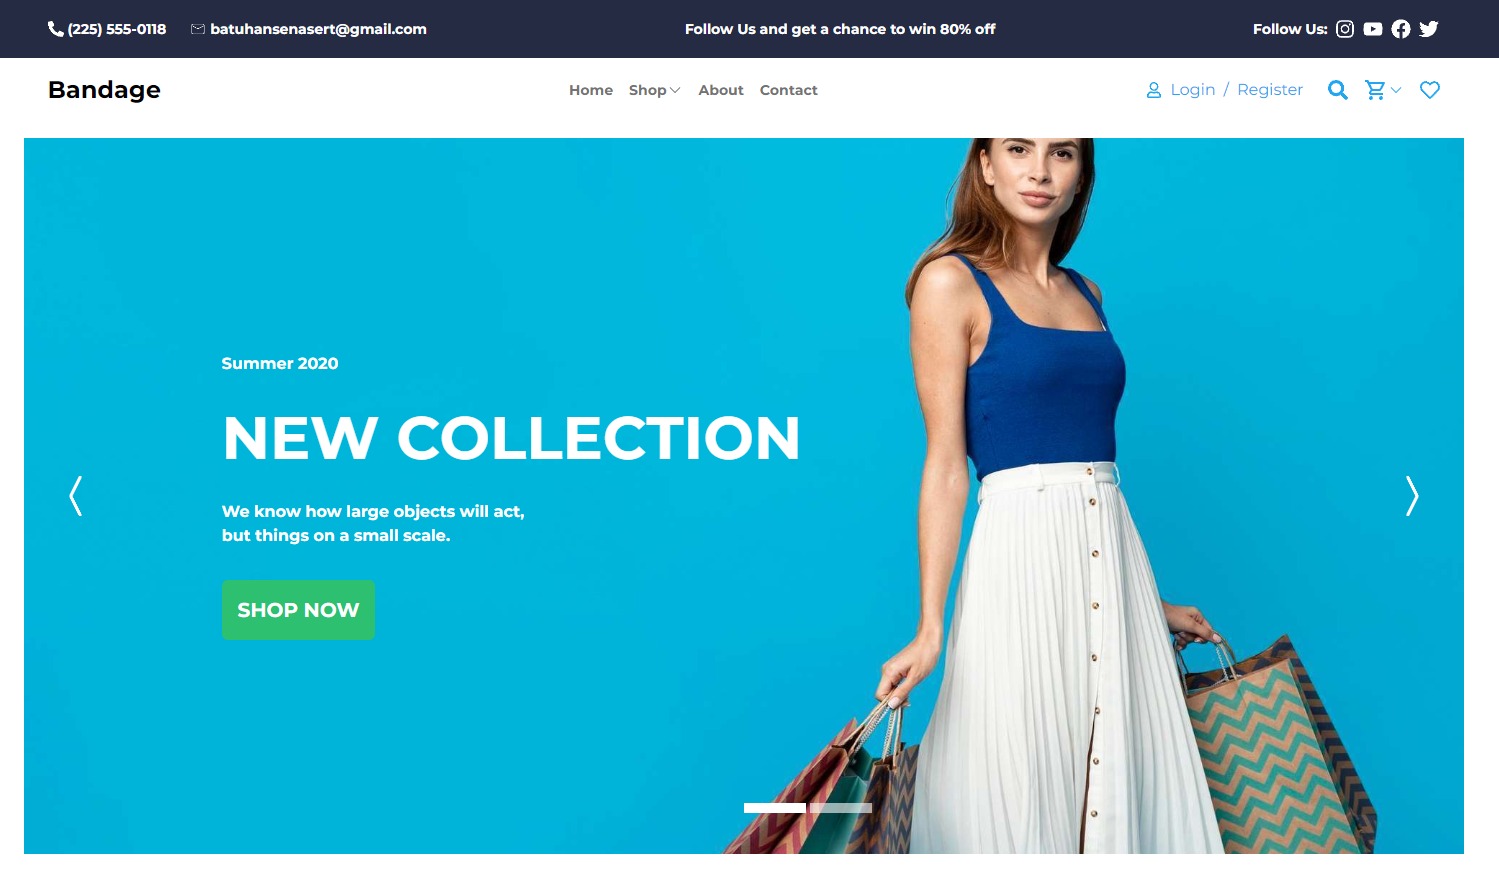 (225) 555-0118 batuhansenasert@gmail.com Follow Us and get a chance to win 80% off Follow Us:
Bandage Home Shop About Contact Login / Register
Summer 2020
NEW COLLECTION
We know how large objects will act,
but things on a small scale.
SHOP NOW